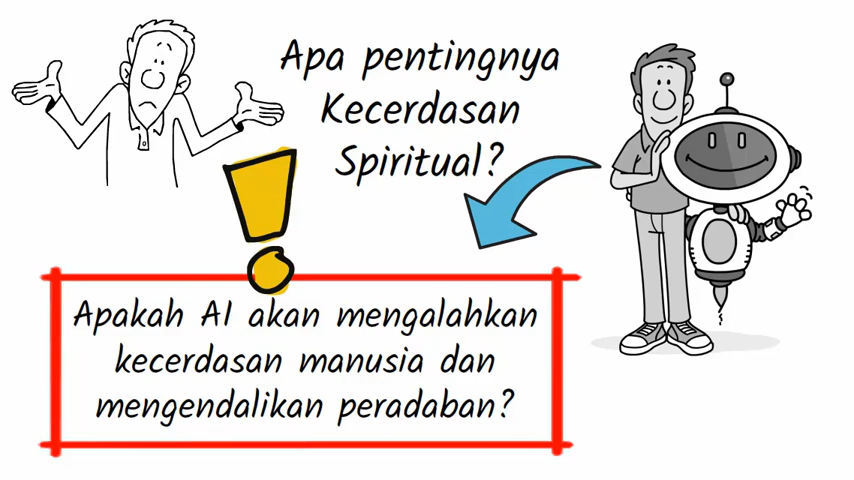 Apa pentingnya
Kecerdasan
Spiritual?
Apakah AI akan mengalahkan
kecerdasan manusia dan
mengendalikan peradaban?